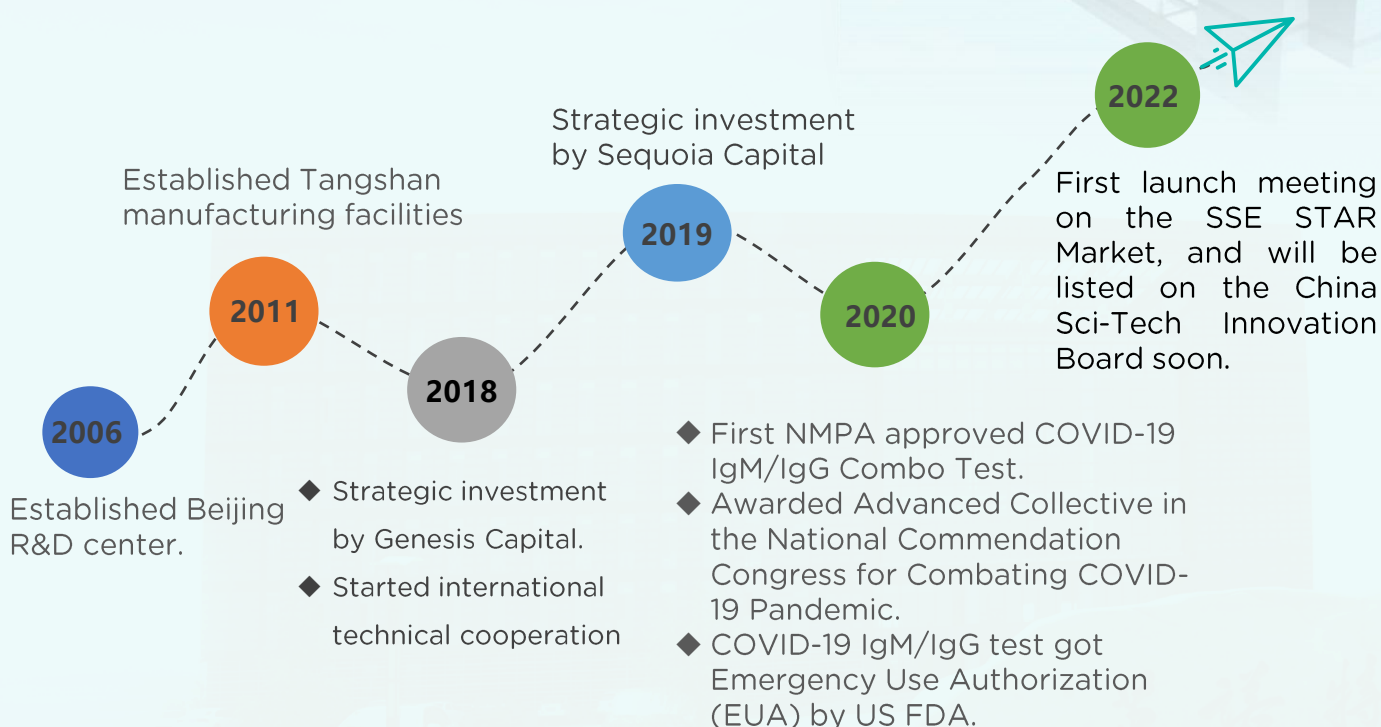 2006
Established Beijing
R&D center.
2011
Established Tangshan
manufacturing facilities
2018
◆ Strategic investment
by Genesis Capital.
◆ Started international
technical cooperation
2019
Strategic investment
by Sequoia Capital
2020
◆ First NMPA approved COVID-19
IgM/IgG Combo Test.
◆ Awarded Advanced Collective in
the National Commendation
Congress for Combating COVID-
19 Pandemic.
◆ COVID-19 IgM/IgG test got
Emergency Use Authorization
(EUA) by US FDA.
2022
First launch meeting
on the SSE STAR
Market, and will be
listed on the China
Sci-Tech Innovation
Board soon.